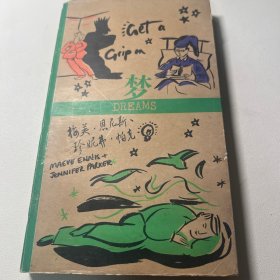 Get a
Grip on
梦
DREAMS
梅芙·恩尼斯、
珍妮弗·帕克
MAEVE ENNIS +
JENNIFER PARKER